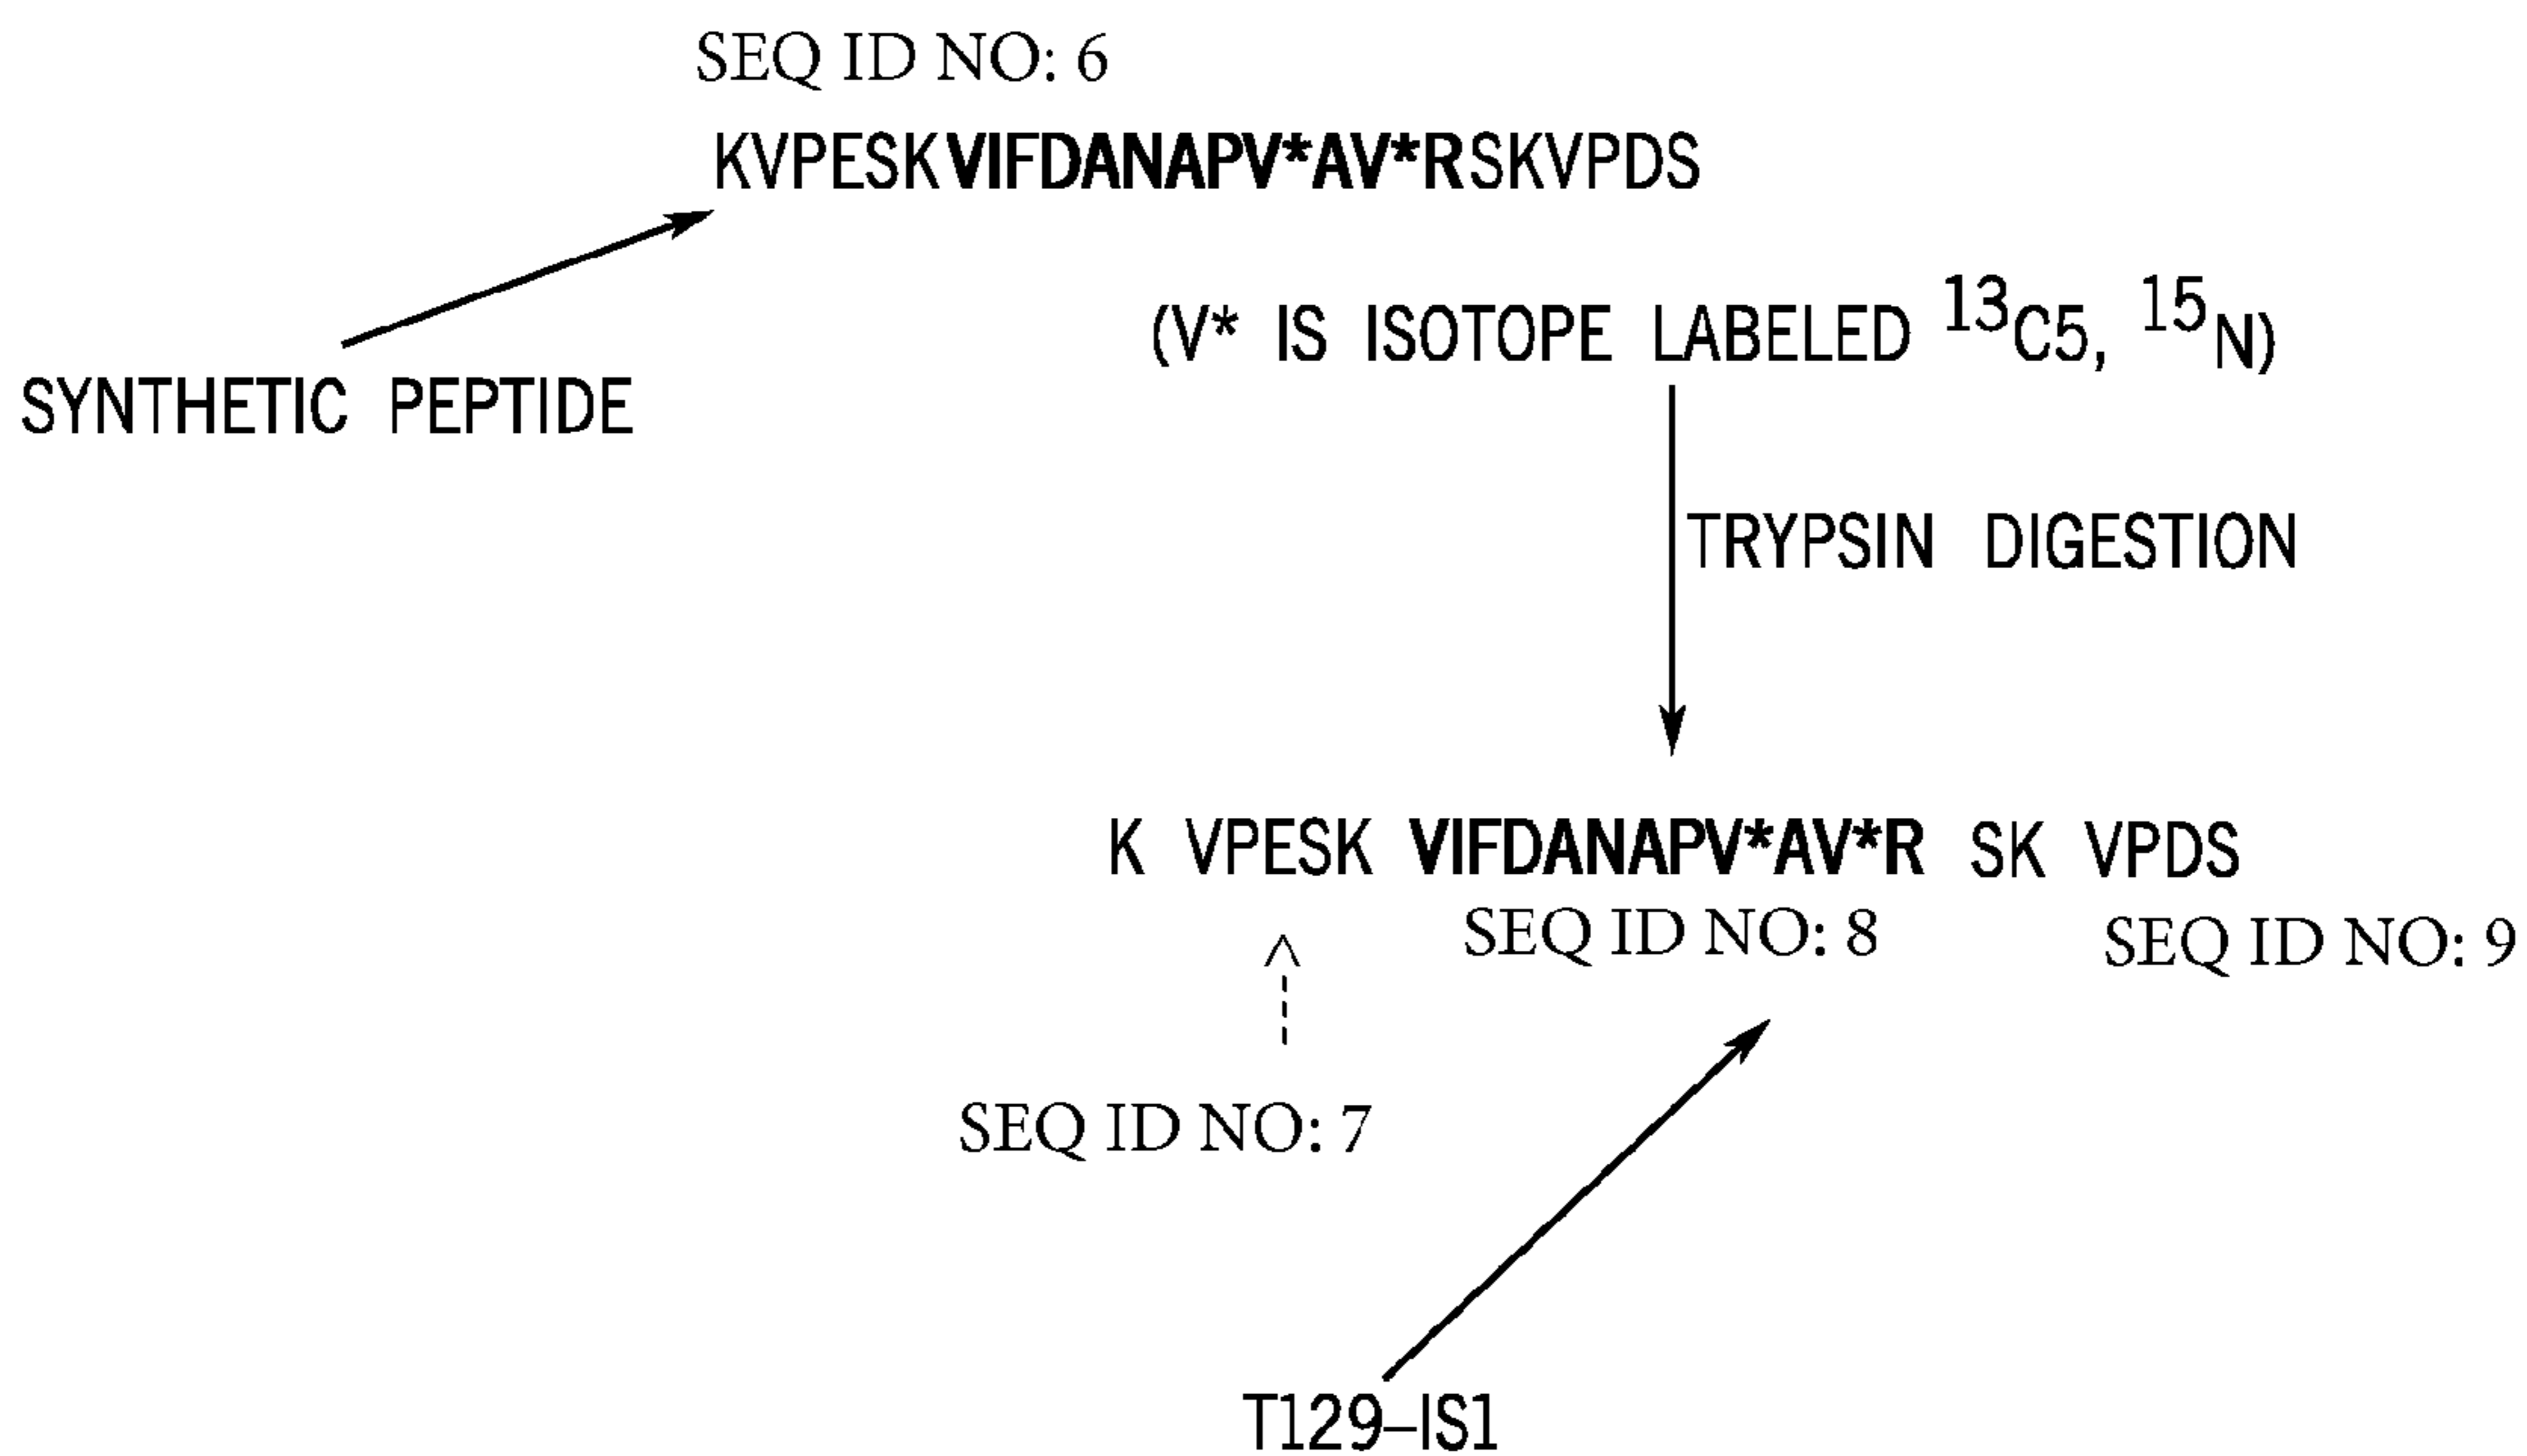 SEQ ID NO: 6
KVPESKVIFDANAPV*AV*RSKVPDS
(V* IS ISOTOPE LABELED ¹³C5, ¹⁵N)
SYNTHETIC PEPTIDE
TRYPSIN DIGESTION
K VPESK VIFDANAPV*AV*R SK VPDS
SEQ ID NO: 8
SEQ ID NO: 9
SEQ ID NO: 7
T129–IS1